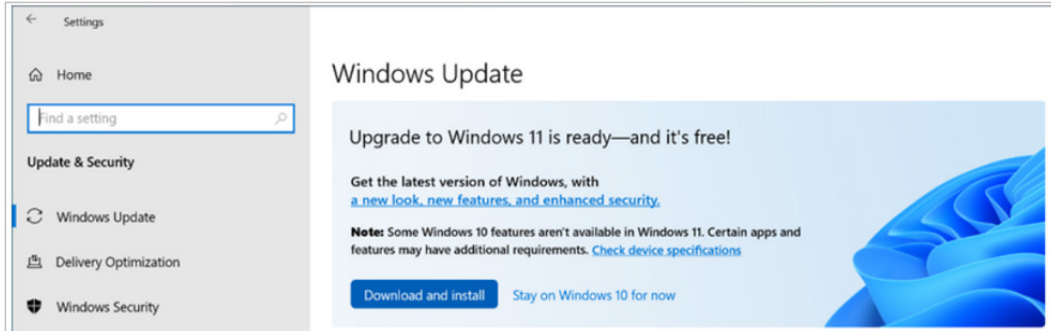 Settings
Home
Find a setting
Update & Security
Windows Update
Delivery Optimization
Windows Security
Windows Update
Upgrade to Windows 11 is ready—and it's free!
Get the latest version of Windows, with
a new look, new features, and enhanced security.
Note: Some Windows 10 features aren't available in Windows 11. Certain apps and
features may have additional requirements. Check device specifications
Download and install
Stay on Windows 10 for now